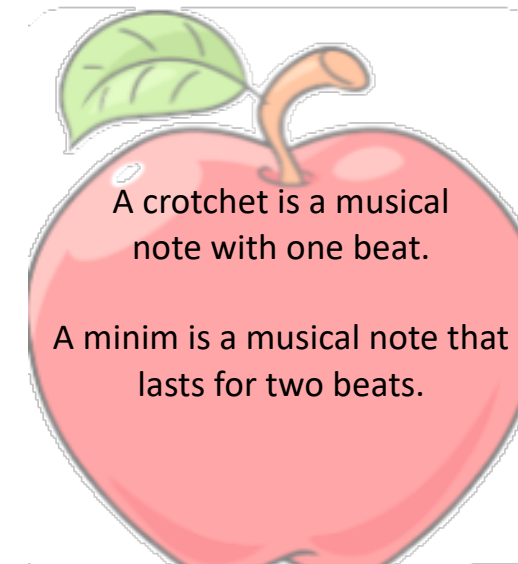 A crotchet is a musical
note with one beat.
A minim is a musical note that
lasts for two beats.